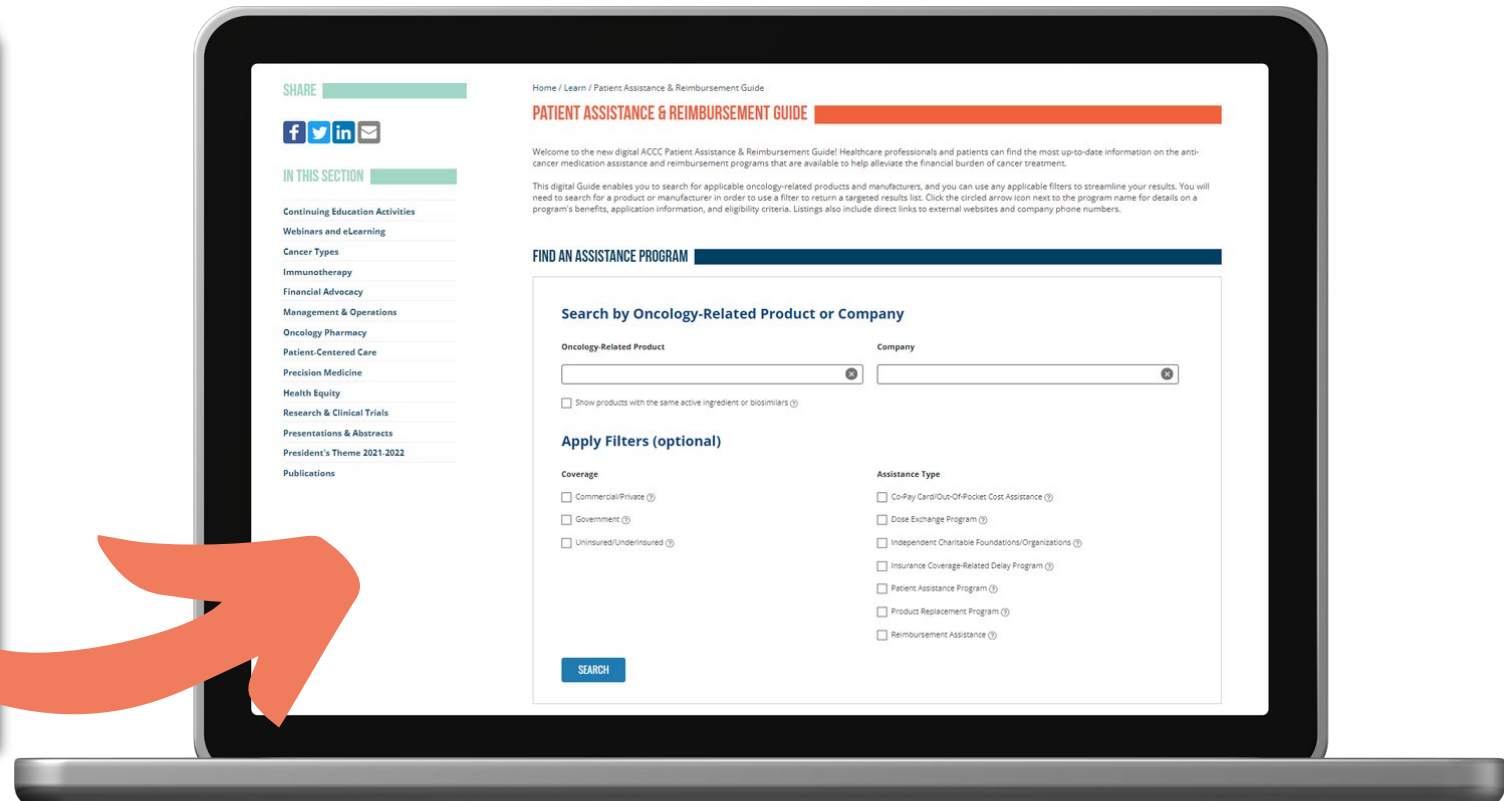 SHARE
IN THIS SECTION
Continuing Education Activities
Webinars and eLearning
Cancer Types
Immunotherapy
Financial Advocacy
Management & Operations
Oncology Pharmacy
Patient-Centered Care
Precision Medicine
Health Equity
Research & Clinical Trials
Presentations & Abstracts
President's Theme 2021-2022
Publications
Home / Learn / Patient Assistance & Reimbursement Guide
PATIENT ASSISTANCE & REIMBURSEMENT GUIDE
Welcome to the new digital ACCC Patient Assistance & Reimbursement Guide! Healthcare professionals and patients can find the most up-to-date information on the anti-
cancer medication assistance and reimbursement programs that are available to help alleviate the financial burden of cancer treatment.
This digital Guide enables you to search for applicable oncology-related products and manufacturers, and you can use any applicable filters to streamline your results. You will
need to search for a product or manufacturer in order to use a filter to return a targeted results list. Click the circled arrow icon next to the program name for details on a
program's benefits, application information, and eligibility criteria. Listings also include direct links to external websites and company phone numbers.
FIND AN ASSISTANCE PROGRAM
Search by Oncology-Related Product or Company
Oncology-Related Product
Company
Show products with the same active ingredient or biosimilars ?
Apply Filters (optional)
Coverage
Commercial/Private ?
Government ?
Uninsured/Underinsured ?
Assistance Type
Co-Pay Card/Out-Of-Pocket Cost Assistance ?
Dose Exchange Program ?
Independent Charitable Foundations/Organizations ?
Insurance Coverage-Related Delay Program ?
Patient Assistance Program ?
Product Replacement Program ?
Reimbursement Assistance ?
SEARCH